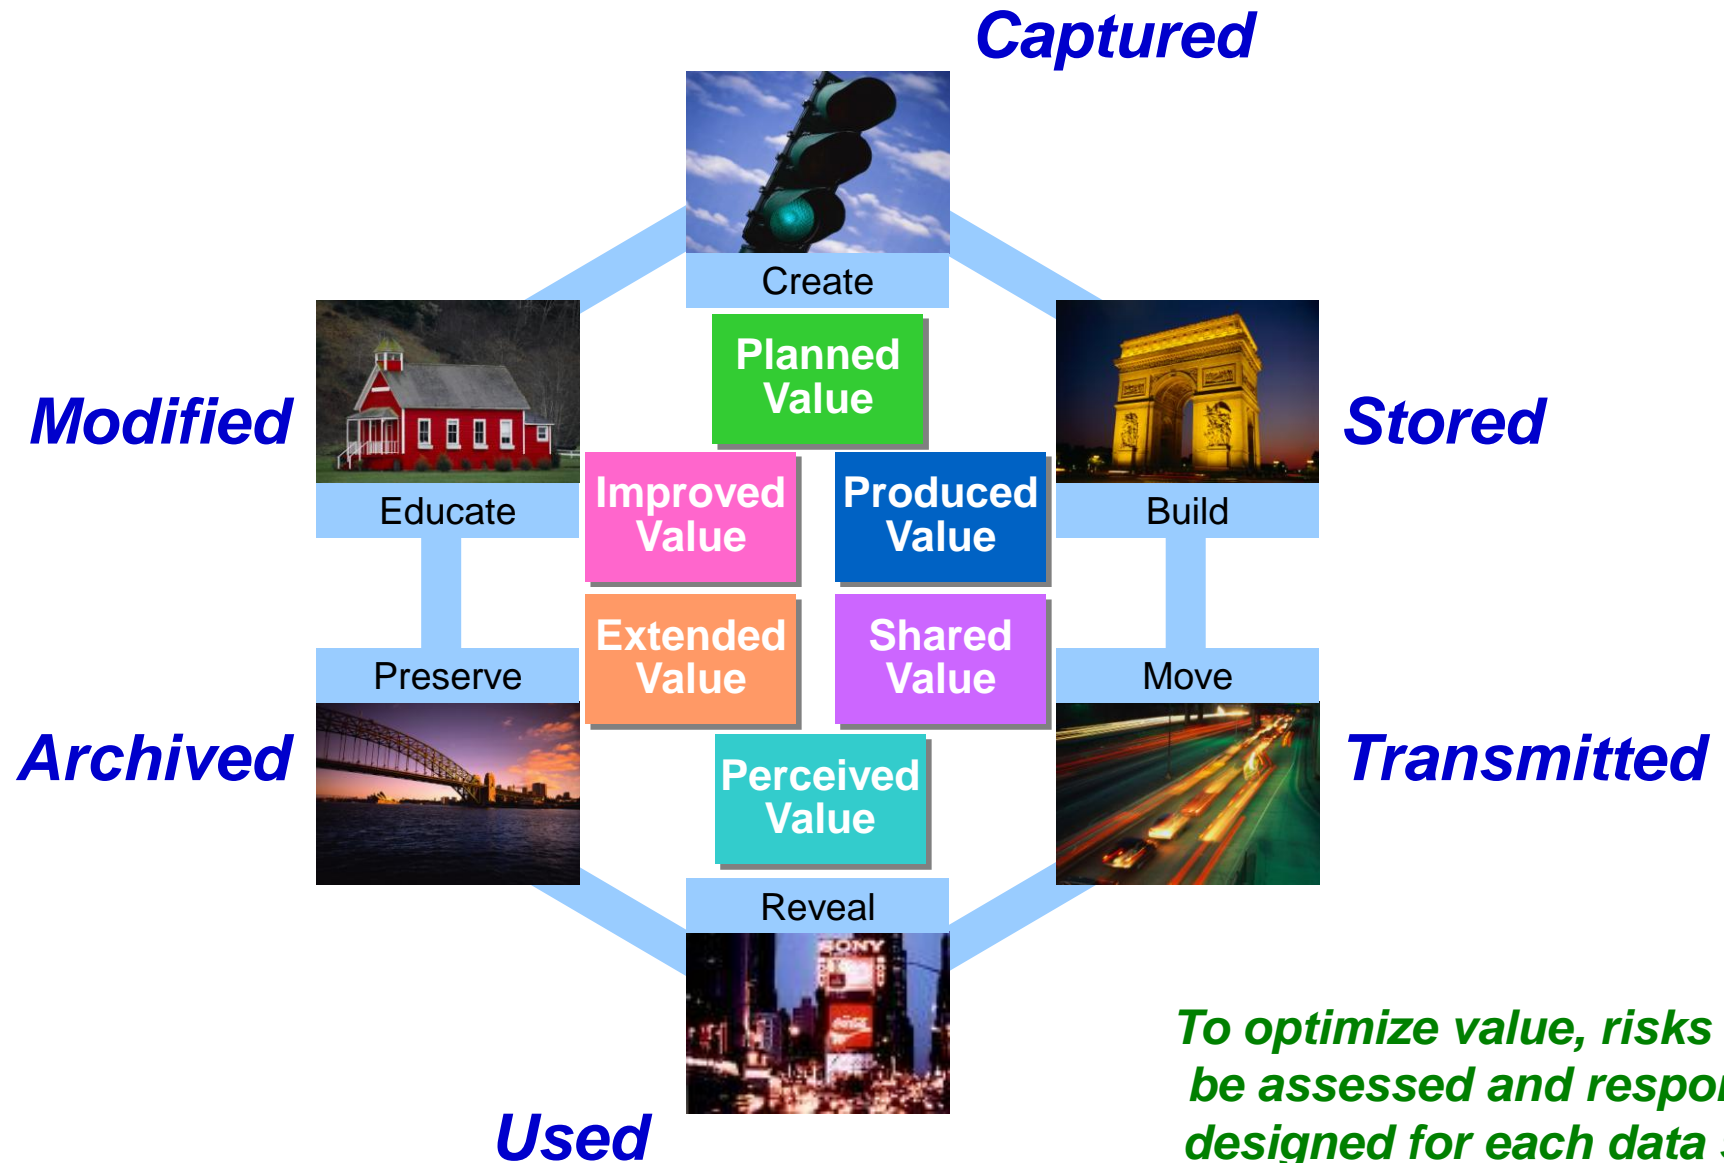 Captured
Create
Planned
Value
Modified
Stored
Educate
Improved
Value
Produced
Value
Build
Preserve
Extended
Value
Shared
Value
Move
Archived
Transmitted
Perceived
Value
Reveal
SONY
To optimize value, risks
be assessed and
designed for each data
Used